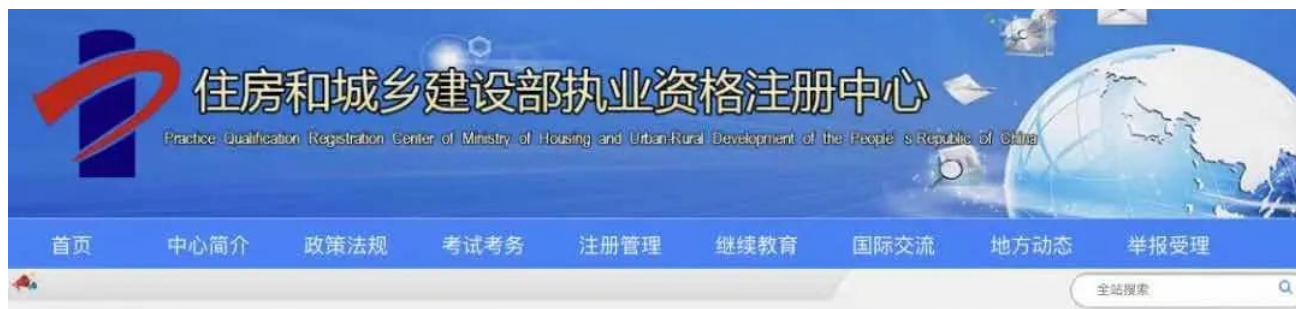 住房和城乡建设部执业资格注册中心
Practice Qualification Registration Center of Ministry of Housing and Urban-Rural Development of the People's Republic of China
首页 中心简介 政策法规 考试考务 注册管理 继续教育 国际交流 地方动态 举报受理
全站搜索